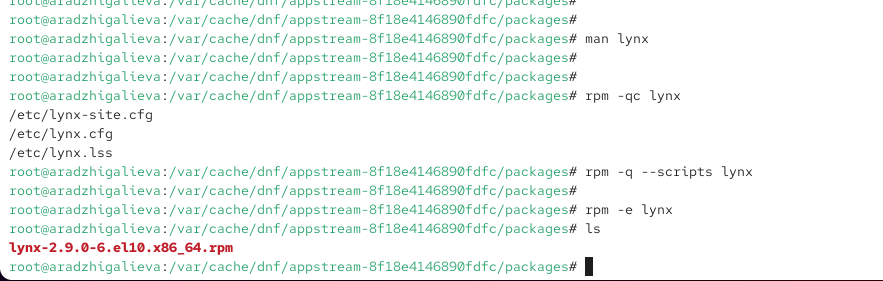 root@aradzhigalieva:/var/cache/dnf/appstream-8f18e4146890fdfc/packages#
root@aradzhigalieva:/var/cache/dnf/appstream-8f18e4146890fdfc/packages#
root@aradzhigalieva:/var/cache/dnf/appstream-8f18e4146890fdfc/packages# man lynx
root@aradzhigalieva:/var/cache/dnf/appstream-8f18e4146890fdfc/packages#
root@aradzhigalieva:/var/cache/dnf/appstream-8f18e4146890fdfc/packages#
root@aradzhigalieva:/var/cache/dnf/appstream-8f18e4146890fdfc/packages# rpm -qc lynx
/etc/lynx-site.cfg
/etc/lynx.cfg
/etc/lynx.lss
root@aradzhigalieva:/var/cache/dnf/appstream-8f18e4146890fdfc/packages# rpm -q --scripts lynx
root@aradzhigalieva:/var/cache/dnf/appstream-8f18e4146890fdfc/packages#
root@aradzhigalieva:/var/cache/dnf/appstream-8f18e4146890fdfc/packages# rpm -e lynx
root@aradzhigalieva:/var/cache/dnf/appstream-8f18e4146890fdfc/packages# ls
lynx-2.9.0-6.el10.x86_64.rpm
root@aradzhigalieva:/var/cache/dnf/appstream-8f18e4146890fdfc/packages#